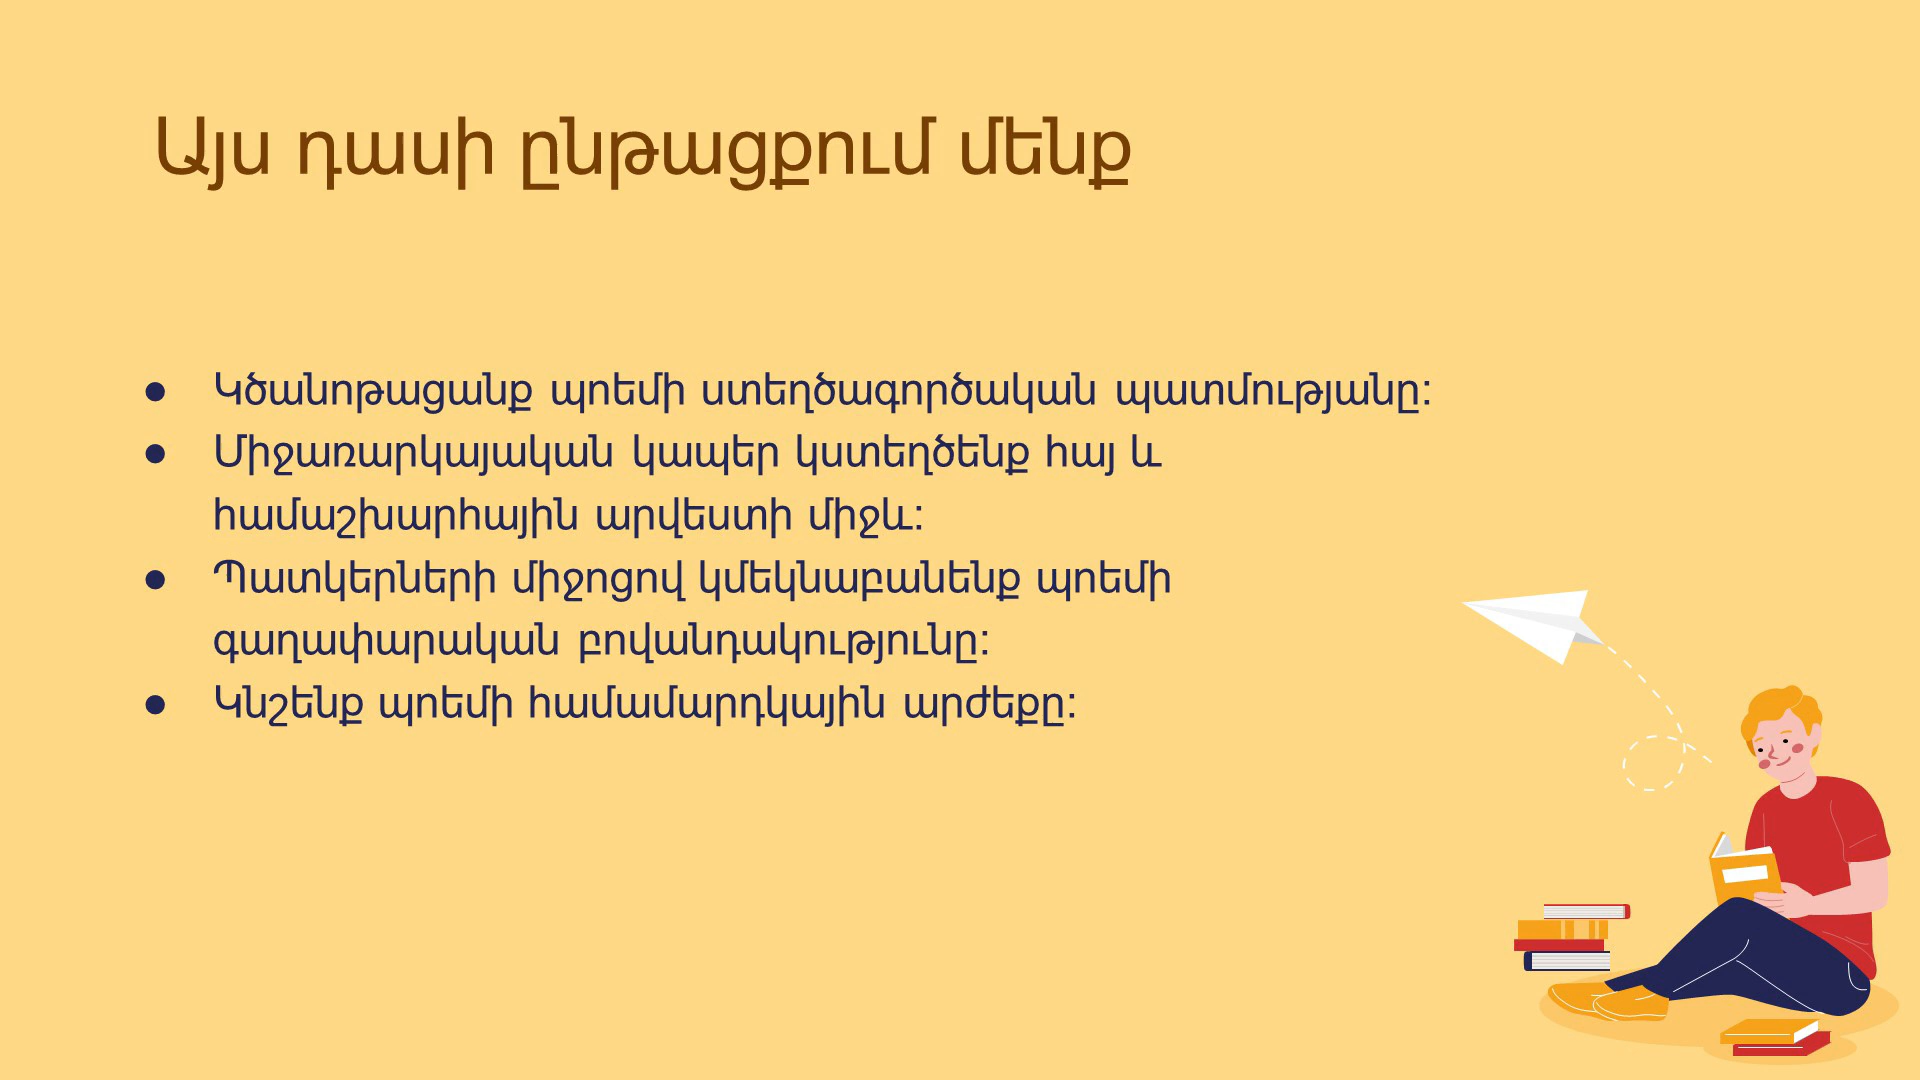 Այս դասի ընթացքում մենք
● Կծանոթացանք պոեմի ստեղծագործական պատմությանը:
● Միջառարկայական կապեր կստեղծենք հայ և
համաշխարհային արվեստի միջև:
● Պատկերների միջոցով կմեկնաբանենք պոեմի
գաղափարական բովանդակությունը:
● Կնշենք պոեմի համամարդկային արժեքը: